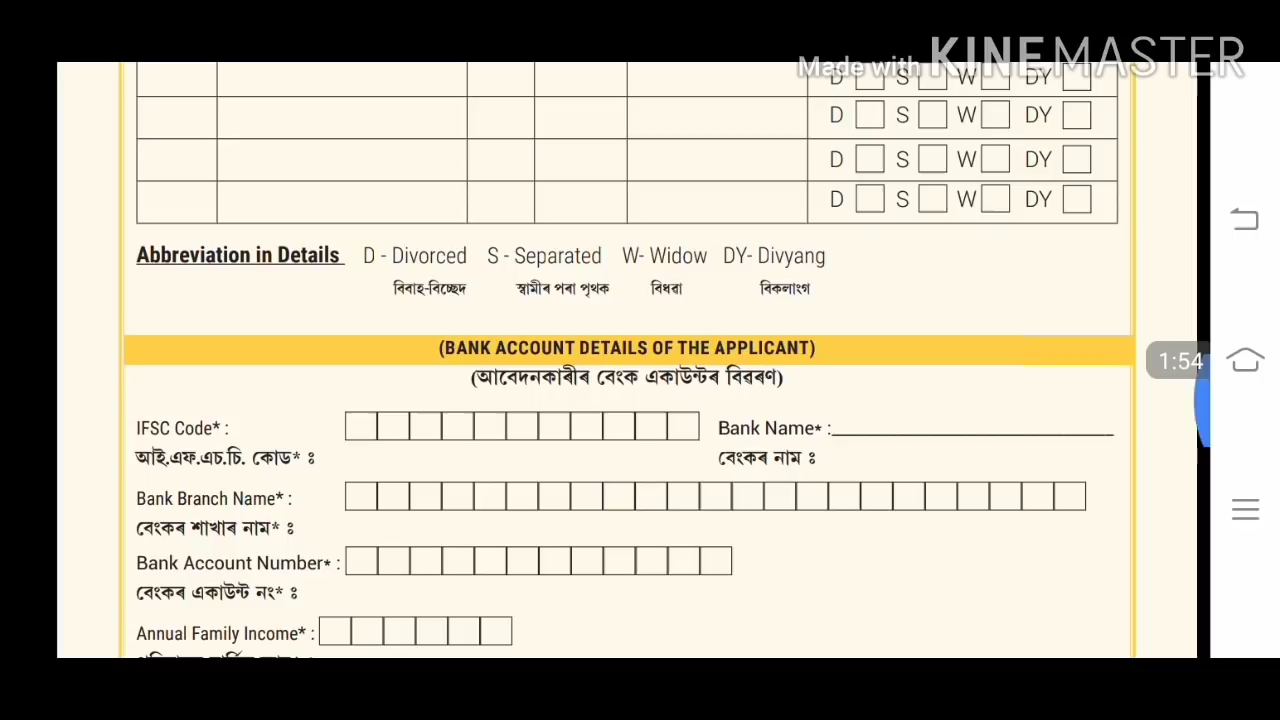 Made with KINEMASTER
D S W DY
D S W DY
D S W DY
D S W DY
Abbreviation in Details D - Divorced S - Separated W- Widow DY- Divyang
বিবাহ-বিচ্ছেদ স্বামীৰ পৰা পৃথক বিধৱা বিকলাংগ
(BANK ACCOUNT DETAILS OF THE APPLICANT)
(আবেদনকাৰীৰ বেংক একাউন্টৰ বিৱৰণ)
1:54
IFSC Code* : Bank Name* :
আই.এফ.এচ.চি. কোড* ঃ বেংকৰ নাম ঃ
Bank Branch Name* :
বেংকৰ শাখাৰ নাম* ঃ
Bank Account Number* :
বেংকৰ একাউন্ট নং* ঃ
Annual Family Income* :